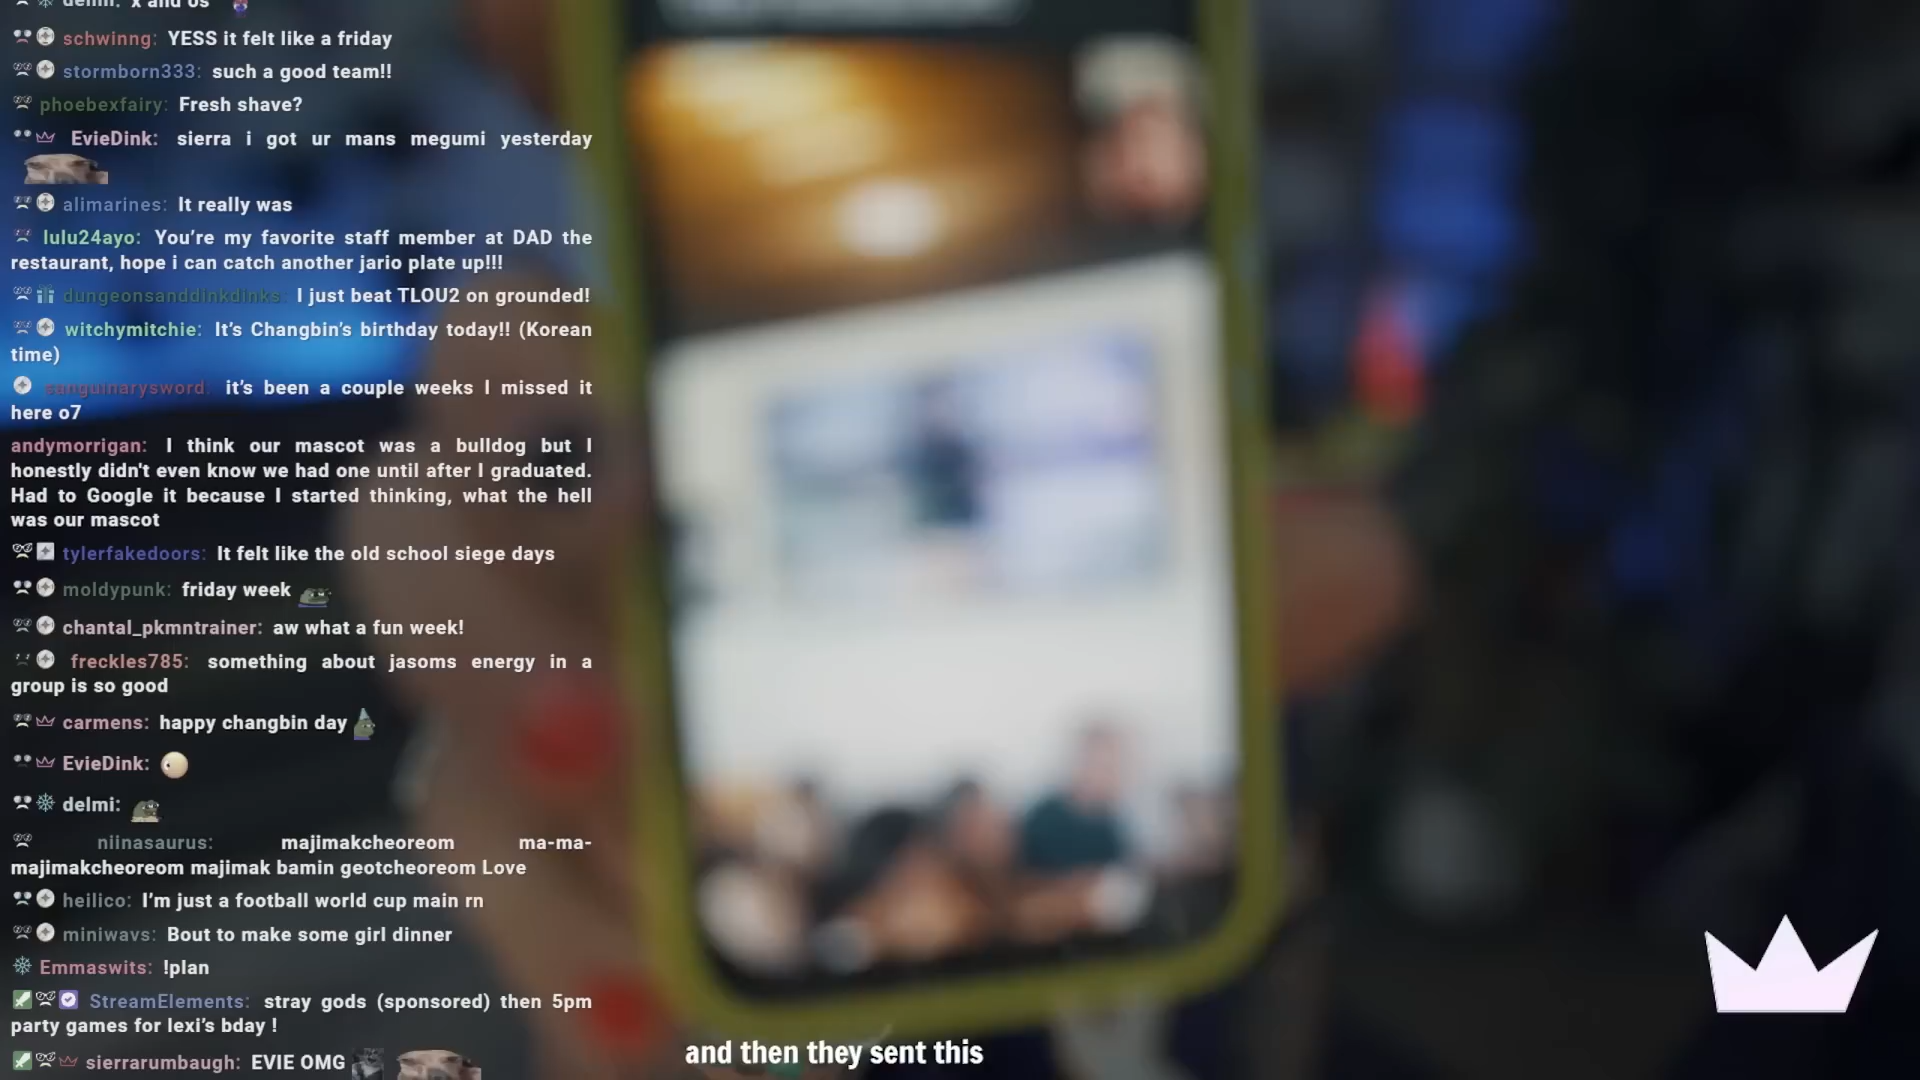 delmi: x and os
schwinng: YESS it felt like a friday
stormborn333: such a good team!!
phoebexfairy: Fresh shave?
EvieDink: sierra i got ur mans megumi yesterday
alimarines: It really was
lulu24ayo: You're my favorite staff member at DAD the
restaurant, hope i can catch another jario plate up!!!
dungeonsanddinkdinks: I just beat TLOU2 on grounded!
witchymitchie: It's Changbin's birthday today!! (Korean
time)
sanguinarysword: it's been a couple weeks I missed it
here o7
andymorrigan: I think our mascot was a bulldog but I
honestly didn't even know we had one until after I graduated.
Had to Google it because I started thinking, what the hell
was our mascot
tylerfakedoors: It felt like the old school siege days
moldypunk: friday week
chantal_pkmntrainer: aw what a fun week!
freckles785: something about jasoms energy in a
group is so good
carmens: happy changbin day
EvieDink:
delmi:
niinasaurus: majimakcheoreom ma-ma-
majimakcheoreom majimak bamin geotcheoreom Love
heilico: I'm just a football world cup main rn
miniwavs: Bout to make some girl dinner
Emmaswits: !plan
StreamElements: stray gods (sponsored) then 5pm
party games for lexi's bday !
sierrarumbaugh: EVIE OMG
and then they sent this